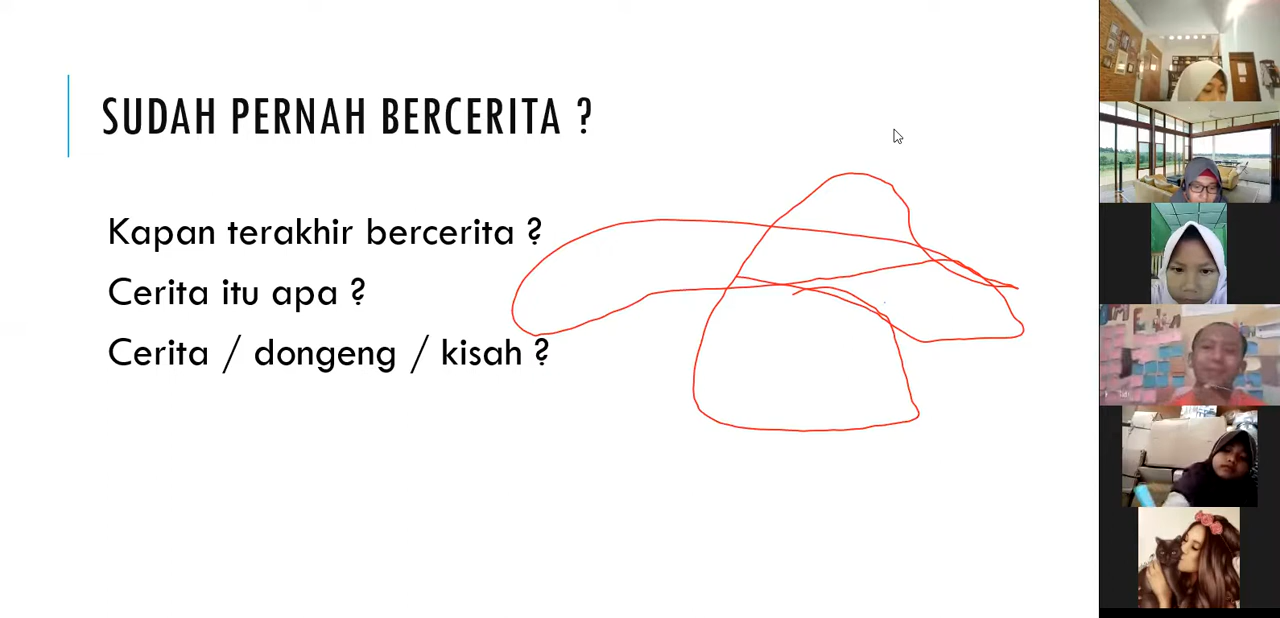 SUDAH PERNAH BERCERITA ?
Kapan terakhir bercerita ?
Cerita itu apa ?
Cerita / dongeng / kisah ?